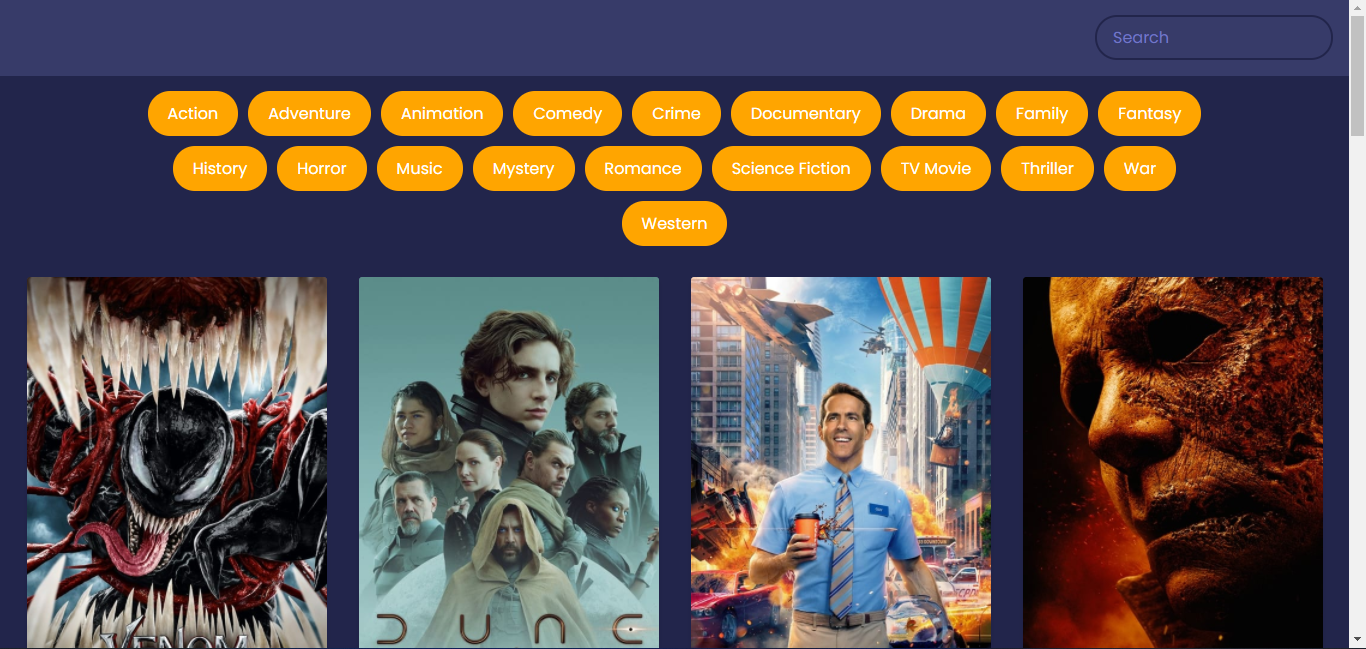 Search
Action Adventure Animation Comedy Crime Documentary Drama Family Fantasy
History Horror Music Mystery Romance Science Fiction TV Movie Thriller War
Western
VENOM
DUNE